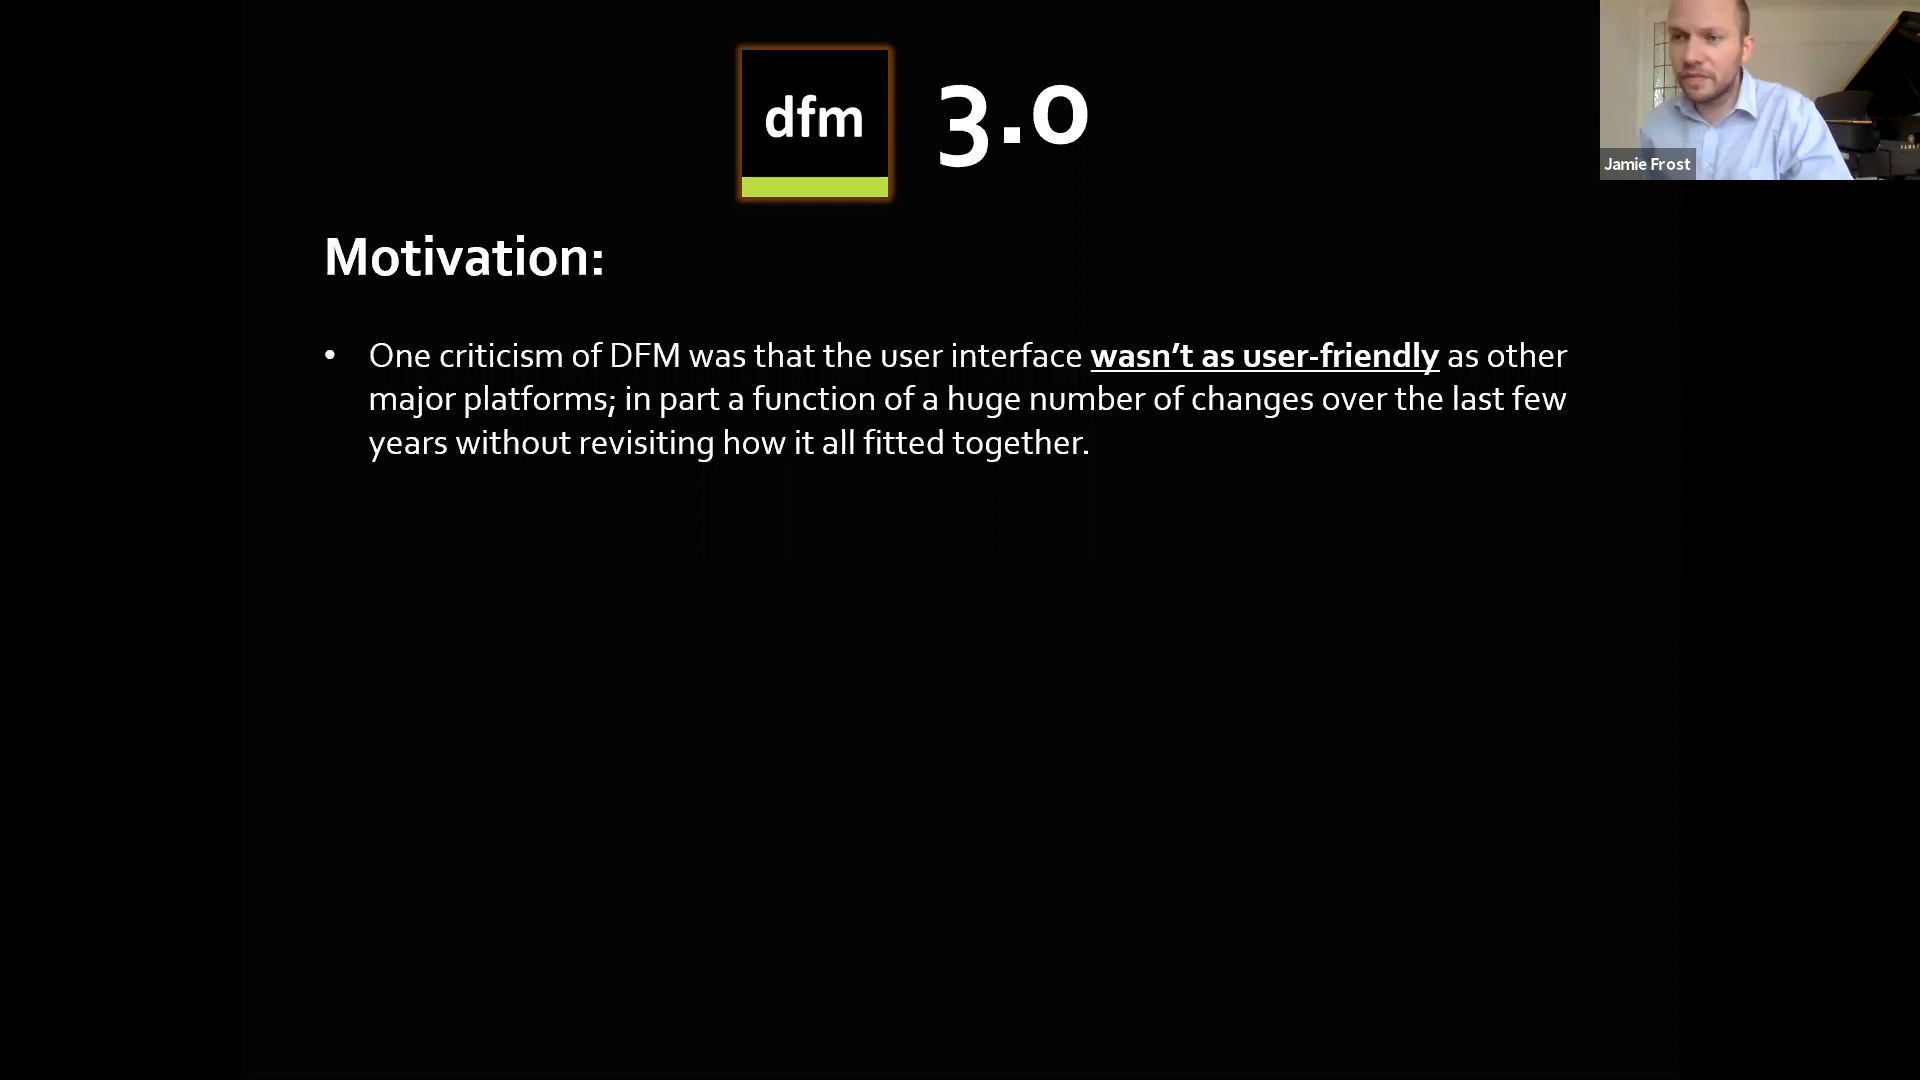 dfm 3.0
Jamie Frost
Motivation:
• One criticism of DFM was that the user interface wasn't as user-friendly as other
major platforms; in part a function of a huge number of changes over the last few
years without revisiting how it all fitted together.